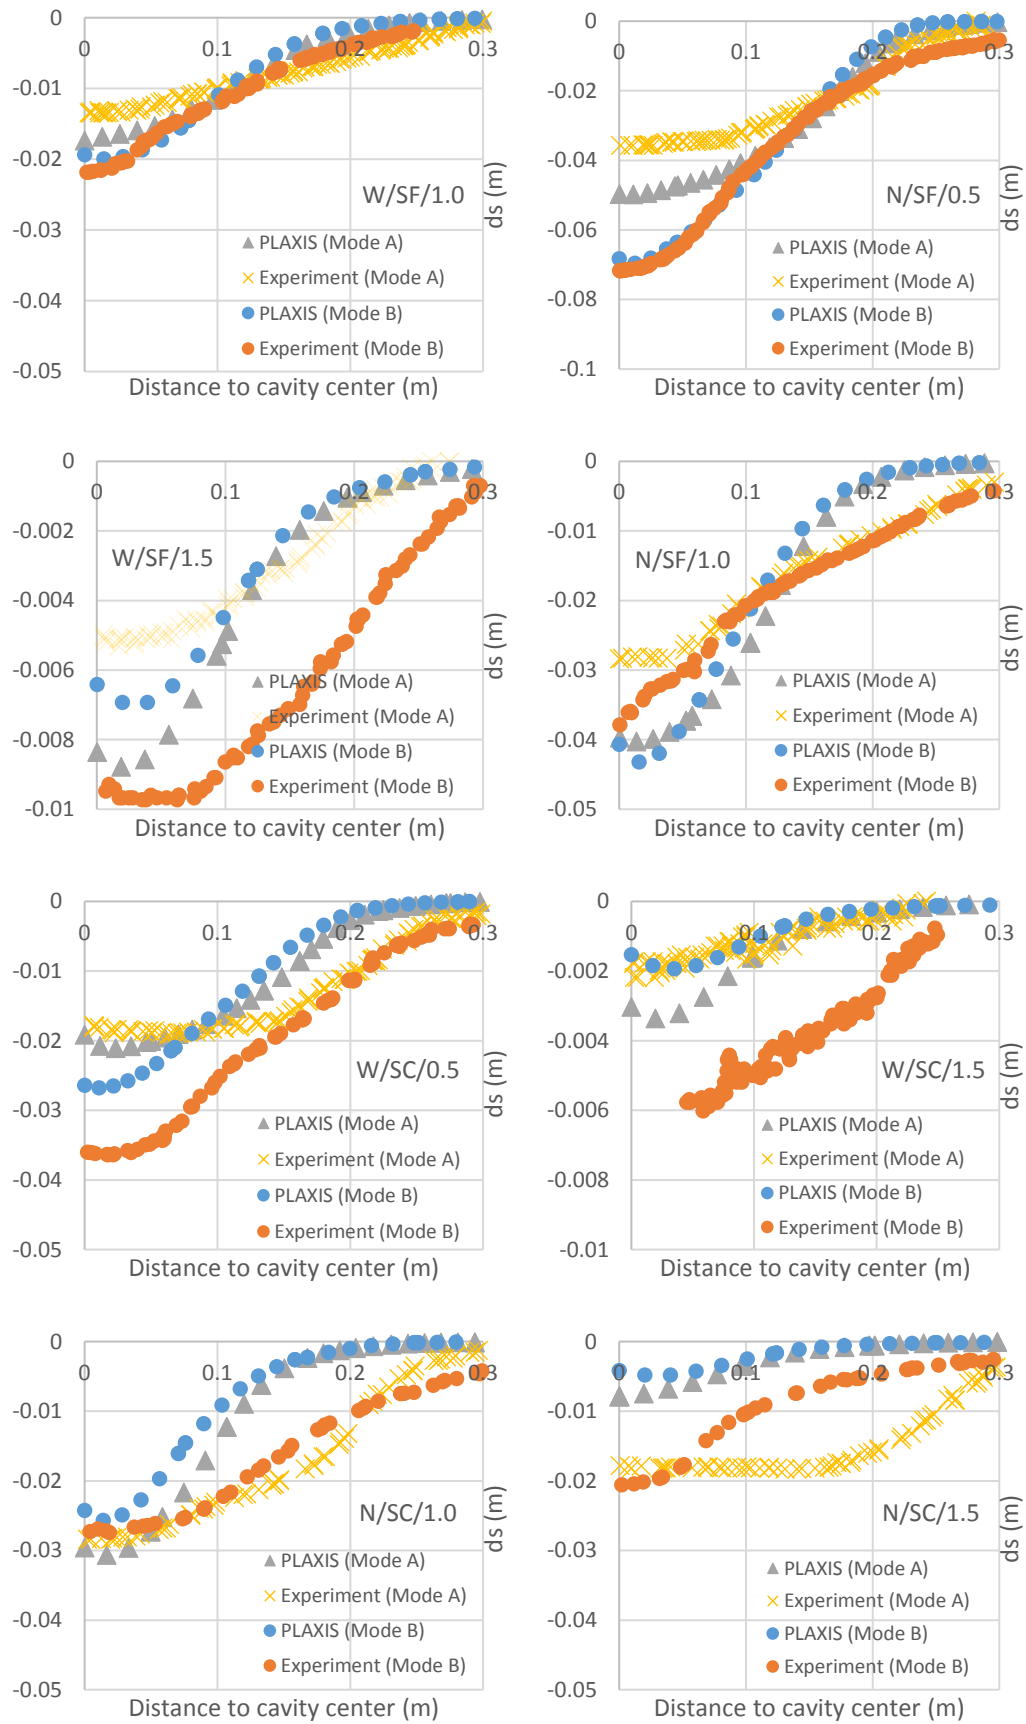 0 0.1 0.2 0.3
0
-0.01
-0.02
-0.03
-0.04
-0.05
ds (m)
W/SF/1.0
PLAXIS (Mode A)
Experiment (Mode A)
PLAXIS (Mode B)
Experiment (Mode B)
Distance to cavity center (m)
0 0.1 0.2 0.3
0
-0.02
-0.04
-0.06
-0.08
-0.1
ds (m)
N/SF/0.5
PLAXIS (Mode A)
Experiment (Mode A)
PLAXIS (Mode B)
Experiment (Mode B)
Distance to cavity center (m)
0 0.1 0.2 0.3
0
-0.002
-0.004
-0.006
-0.008
-0.01
ds (m)
W/SF/1.5
PLAXIS (Mode A)
Experiment (Mode A)
PLAXIS (Mode B)
Experiment (Mode B)
Distance to cavity center (m)
0 0.1 0.2 0.3
0
-0.01
-0.02
-0.03
-0.04
-0.05
ds (m)
N/SF/1.0
PLAXIS (Mode A)
Experiment (Mode A)
PLAXIS (Mode B)
Experiment (Mode B)
Distance to cavity center (m)
0 0.1 0.2 0.3
0
-0.01
-0.02
-0.03
-0.04
-0.05
ds (m)
W/SC/0.5
PLAXIS (Mode A)
Experiment (Mode A)
PLAXIS (Mode B)
Experiment (Mode B)
Distance to cavity center (m)
0 0.1 0.2 0.3
0
-0.002
-0.004
-0.006
-0.008
-0.01
ds (m)
W/SC/1.5
PLAXIS (Mode A)
Experiment (Mode A)
PLAXIS (Mode B)
Experiment (Mode B)
Distance to cavity center (m)
0 0.1 0.2 0.3
0
-0.01
-0.02
-0.03
-0.04
-0.05
ds (m)
N/SC/1.0
PLAXIS (Mode A)
Experiment (Mode A)
PLAXIS (Mode B)
Experiment (Mode B)
Distance to cavity center (m)
0 0.1 0.2 0.3
0
-0.01
-0.02
-0.03
-0.04
-0.05
ds (m)
N/SC/1.5
PLAXIS (Mode A)
Experiment (Mode A)
PLAXIS (Mode B)
Experiment (Mode B)
Distance to cavity center (m)